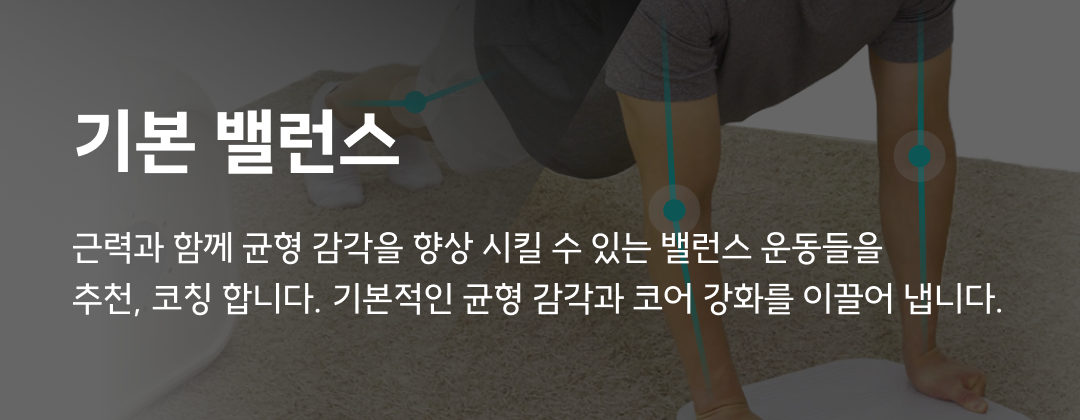 기본 밸런스
근력과 함께 균형 감각을 향상 시킬 수 있는 밸런스 운동들을
추천, 코칭 합니다. 기본적인 균형 감각과 코어 강화를 이끌어 냅니다.